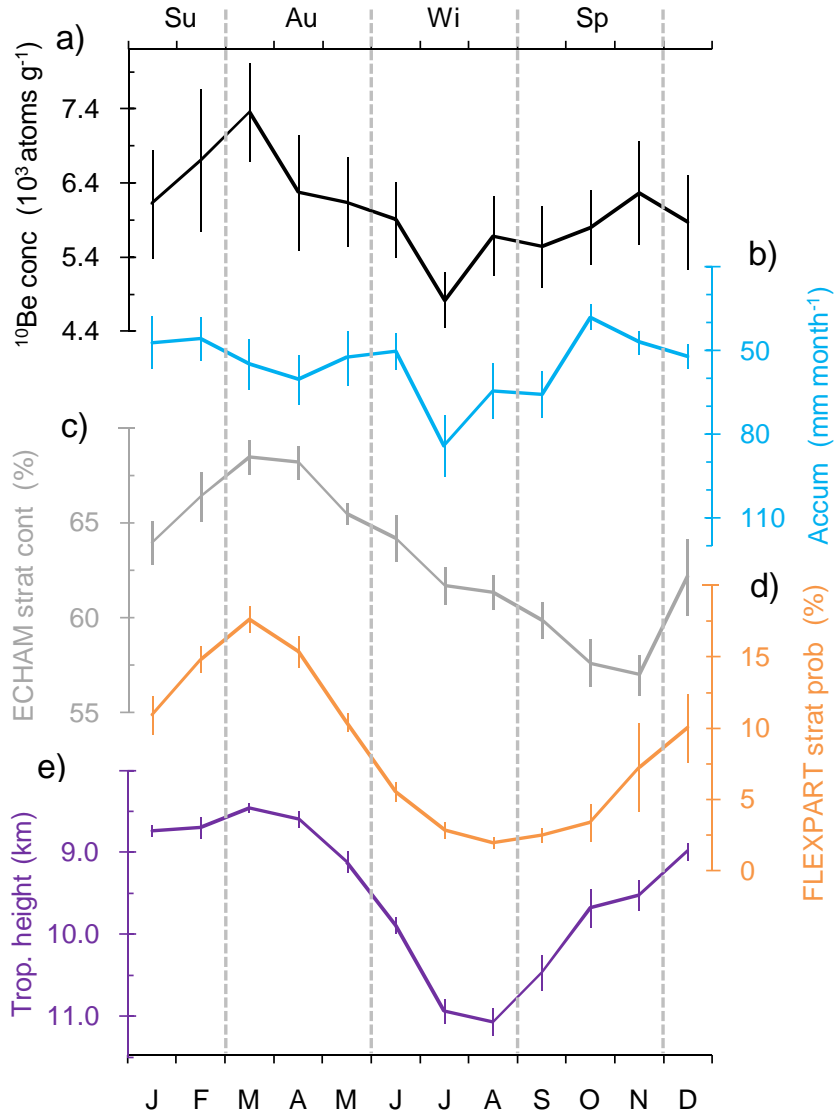 Su Au Wi Sp
a)
¹⁰Be conc (10³ atoms g⁻¹)
7.4
6.4
5.4
4.4
b)
Accum (mm month⁻¹)
50
80
110
c)
ECHAM strat cont (%)
65
60
55
d)
FLEXPART strat prob (%)
15
10
5
0
e)
Trop. height (km)
9.0
10.0
11.0
J F M A M J J A S O N D